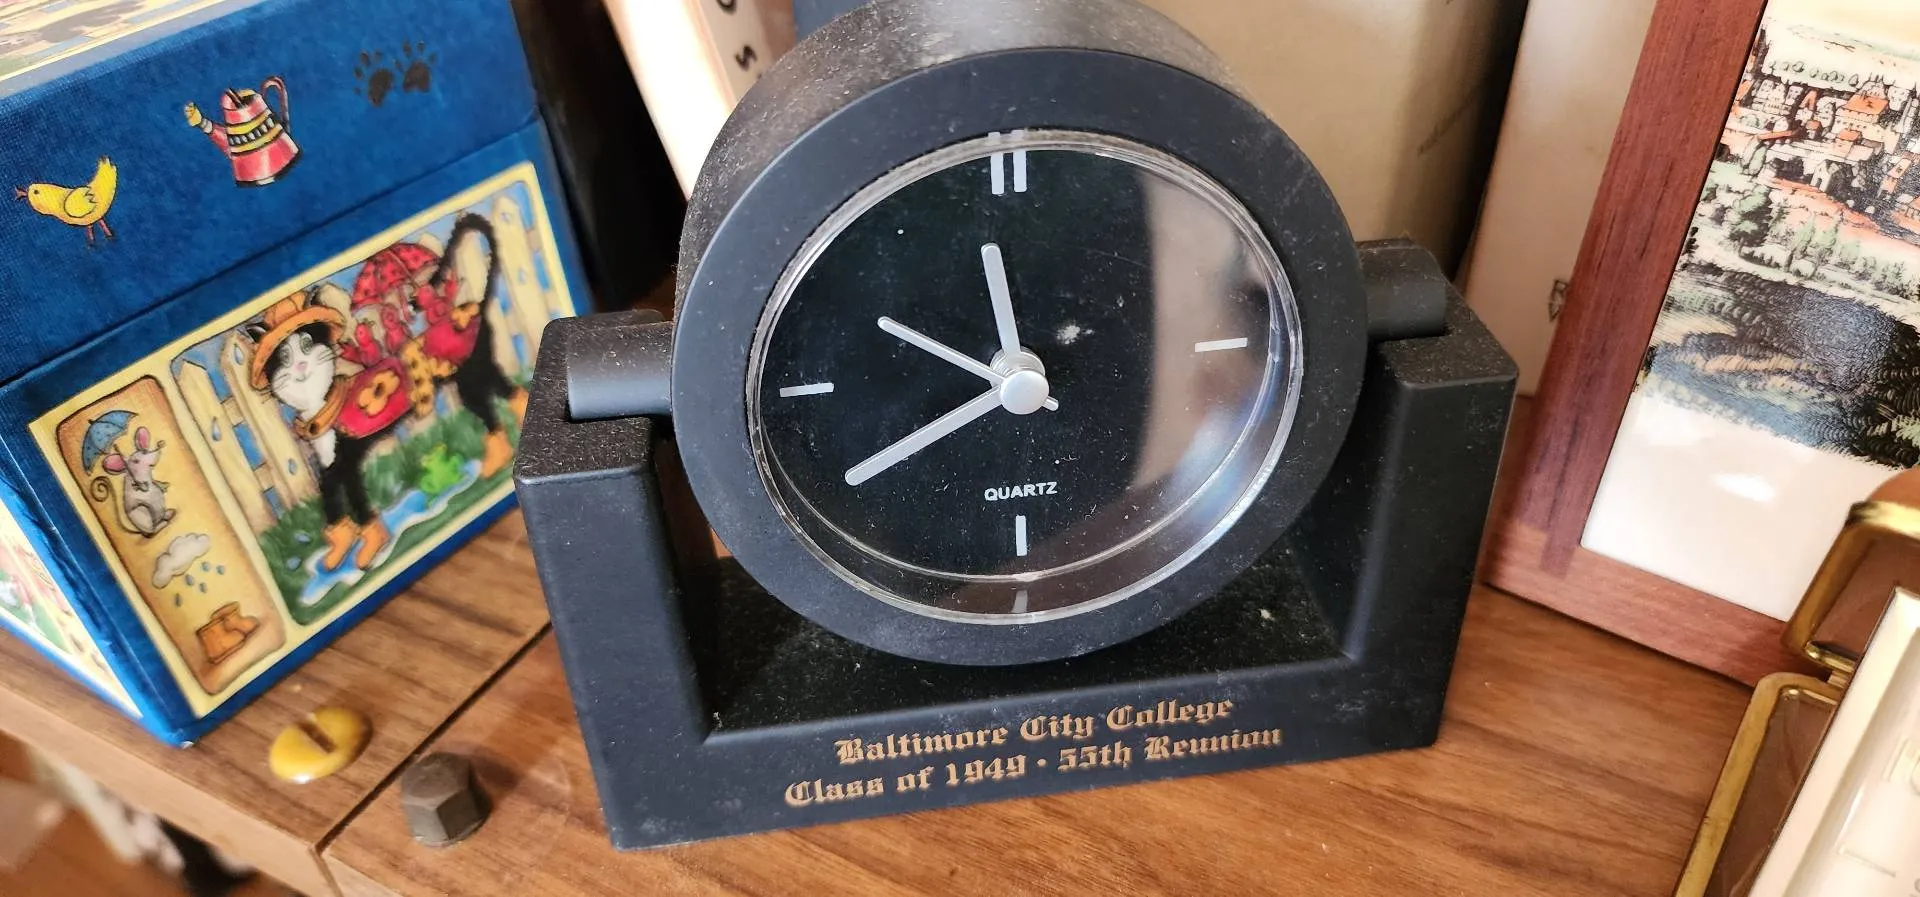 QUARTZ
Baltimore City College
Class of 1949 · 55th Reunion